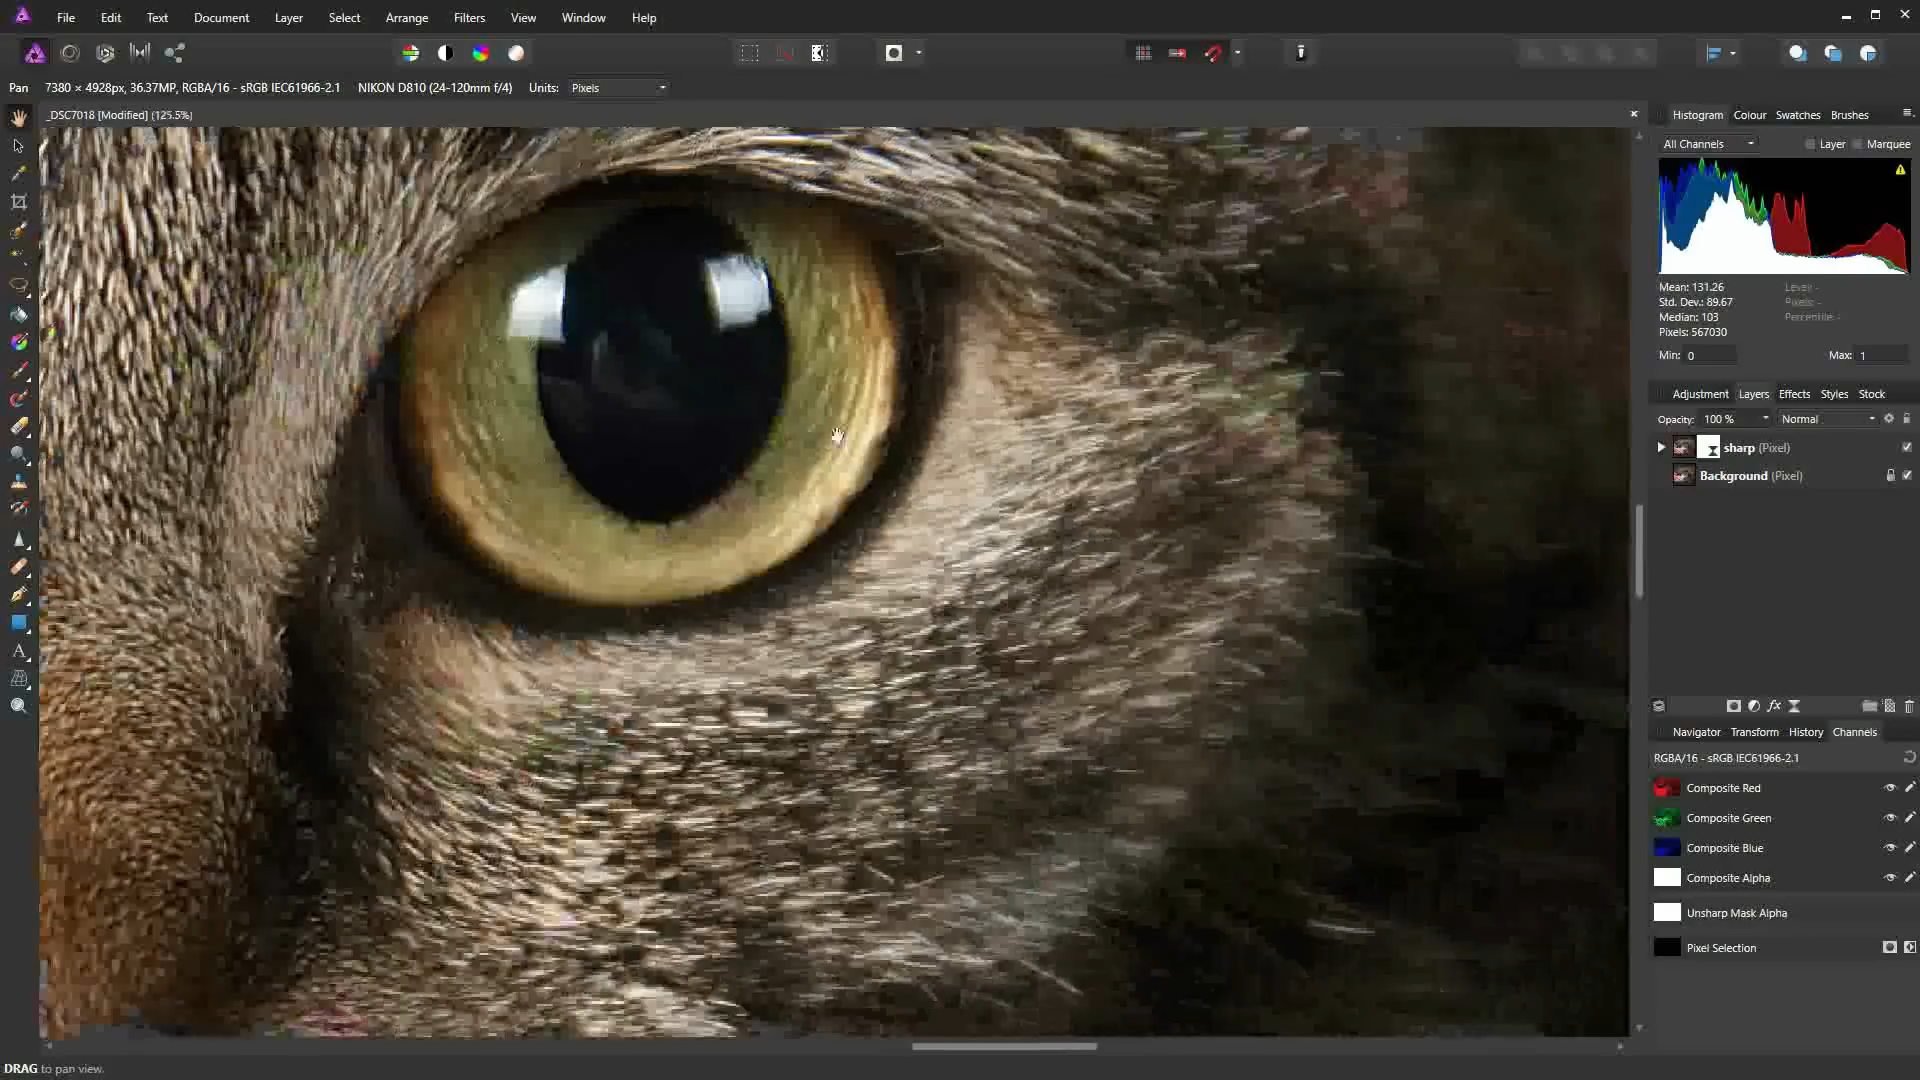 File Edit Text Document Layer Select Arrange Filters View Window Help
Pan 7380 × 4928px, 36.37MP, RGBA/16 - sRGB IEC61966-2.1 NIKON D810 (24-120mm f/4) Units: Pixels
_DSC7018 [Modified] (125.5%)
Histogram Colour Swatches Brushes
All Channels Layer Marquee
Mean: 131.26 Level: -
Std. Dev.: 89.67 Pixels: -
Median: 103 Percentile: -
Pixels: 567030
Min: 0 Max: 1
Adjustment Layers Effects Styles Stock
Opacity: 100 % Normal
sharp (Pixel)
Background (Pixel)
fx
Navigator Transform History Channels
RGBA/16 - sRGB IEC61966-2.1
Composite Red
Composite Green
Composite Blue
Composite Alpha
Unsharp Mask Alpha
Pixel Selection
A
DRAG to pan view.